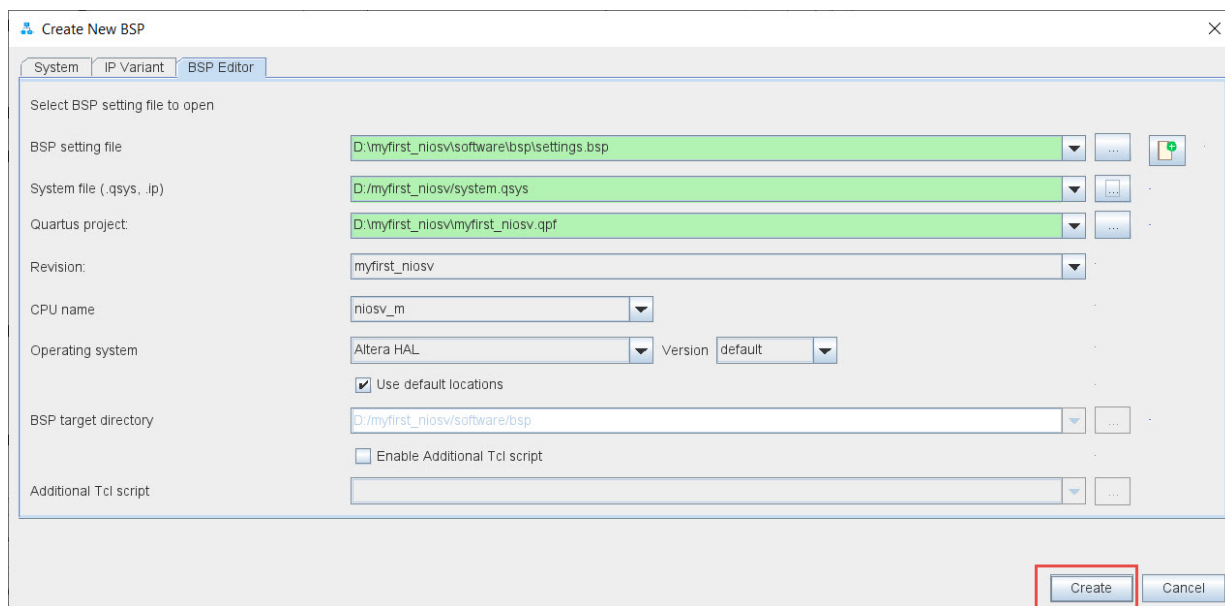 Create New BSP
System IP Variant BSP Editor
Select BSP setting file to open
BSP setting file D:\myfirst_niosv\software\bsp\settings.bsp ...
System file (.qsys, .ip) D:/myfirst_niosv/system.qsys ...
Quartus project: D:\myfirst_niosv\myfirst_niosv.qpf ...
Revision: myfirst_niosv
CPU name niosv_m
Operating system Altera HAL Version default
Use default locations
BSP target directory D:/myfirst_niosv/software/bsp ...
Enable Additional Tcl script
Additional Tcl script ...
Create Cancel